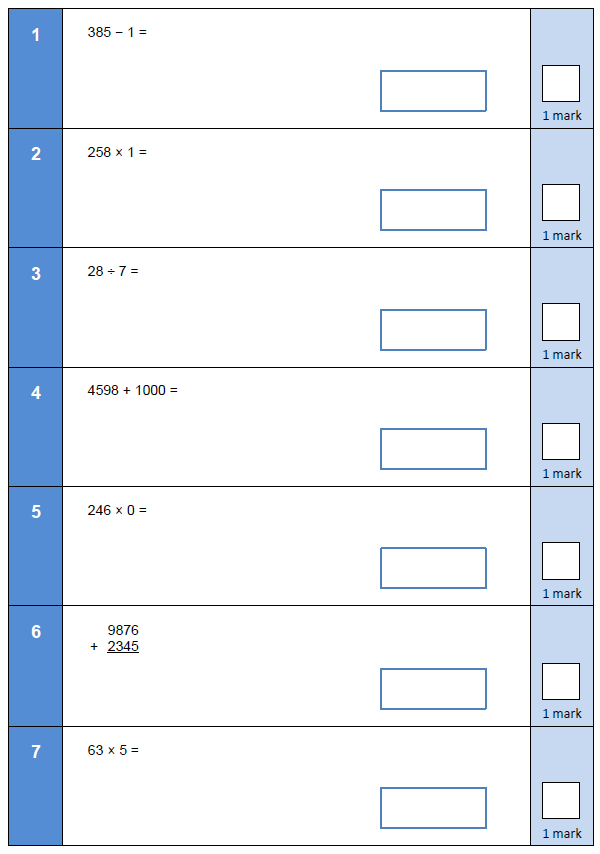 1
385 − 1 =
1 mark
2
258 × 1 =
1 mark
3
28 ÷ 7 =
1 mark
4
4598 + 1000 =
1 mark
5
246 × 0 =
1 mark
6
9876
+ 2345
1 mark
7
63 × 5 =
1 mark